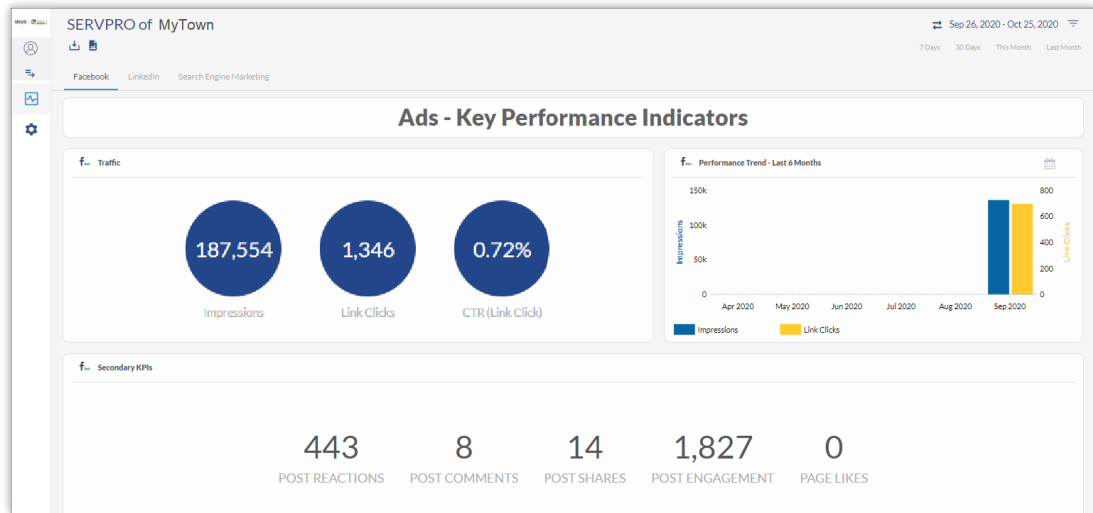 SERVPRO of MyTown
Sep 26, 2020 - Oct 25, 2020
7 Days 30 Days This Month Last Month
Facebook LinkedIn Search Engine Marketing
Ads - Key Performance Indicators
Traffic
187,554 1,346 0.72%
Impressions Link Clicks CTR (Link Click)
Performance Trend - Last 6 Months
150k 800
600
100k
400
50k
200
0 0
Impressions
Link Clicks
Apr 2020 May 2020 Jun 2020 Jul 2020 Aug 2020 Sep 2020
Impressions Link Clicks
Secondary KPIs
443 8 14 1,827 0
POST REACTIONS POST COMMENTS POST SHARES POST ENGAGEMENT PAGE LIKES